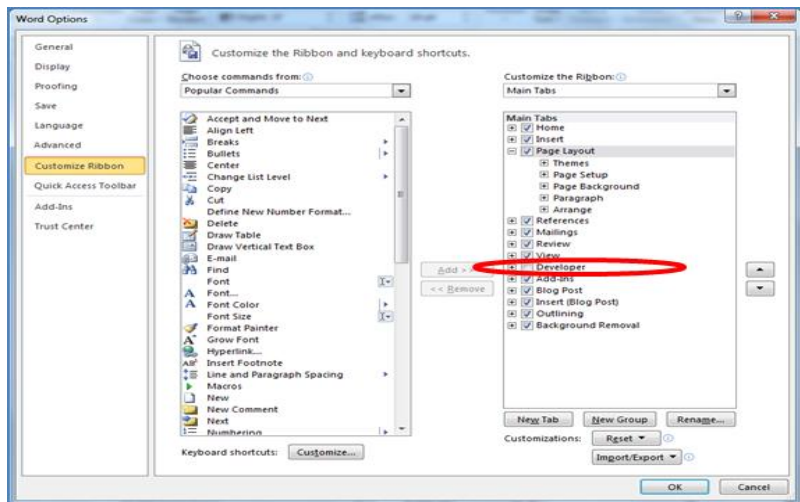 Word Options
General
Display
Proofing
Save
Language
Advanced
Customize Ribbon
Quick Access Toolbar
Add-Ins
Trust Center
Customize the Ribbon and keyboard shortcuts.
Choose commands from:
Popular Commands
Accept and Move to Next
Align Left
Breaks
Bullets
Center
Change List Level
Copy
Cut
Define New Number Format...
Delete
Draw Table
Draw Vertical Text Box
E-mail
Find
Font
Font...
Font Color
Font Size
Format Painter
Grow Font
Hyperlink...
Insert Footnote
Line and Paragraph Spacing
Macros
New
New Comment
Next
Numbering
Keyboard shortcuts: Customize...
Add >
<< Remove
Customize the Ribbon:
Main Tabs
Main Tabs
Home
Insert
Page Layout
Themes
Page Setup
Page Background
Paragraph
Arrange
References
Mailings
Review
View
Developer
Add-Ins
Blog Post
Insert (Blog Post)
Outlining
Background Removal
New Tab New Group Rename...
Customizations: Reset
Import/Export
OK Cancel